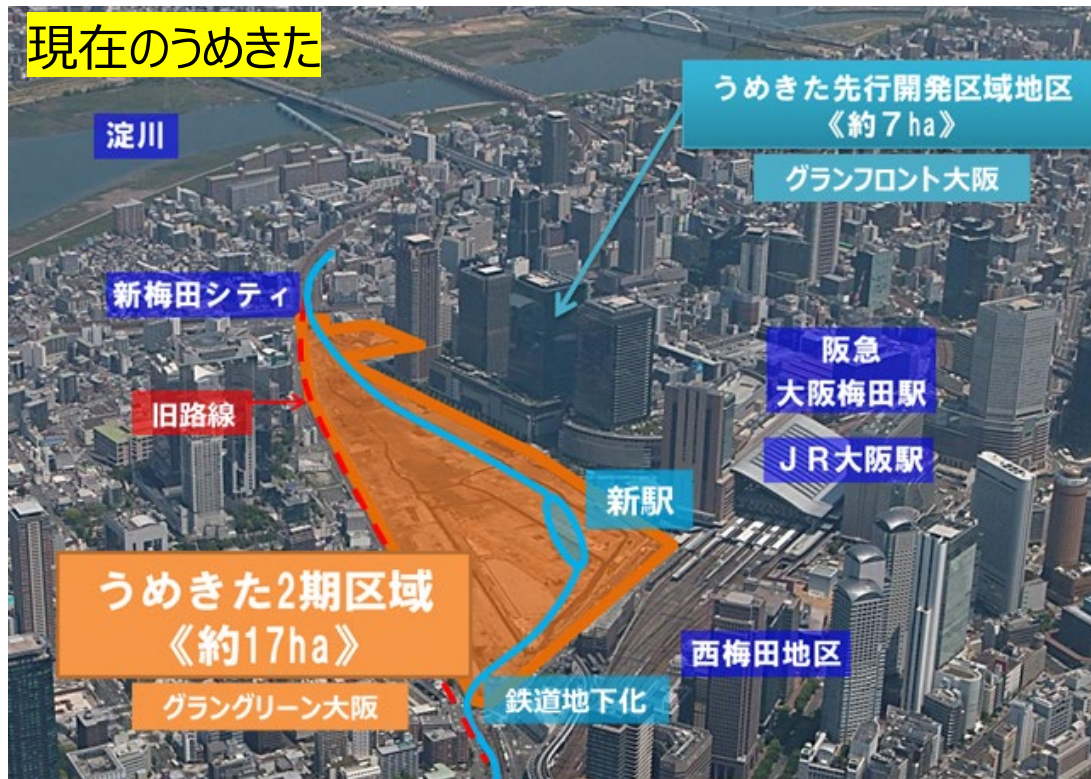 現在のうめきた
淀川
うめきた先行開発区域地区
《約７ha》
グランフロント大阪
新梅田シティ
旧路線
阪急
大阪梅田駅
ＪＲ大阪駅
新駅
うめきた2期区域
《約17ha》
グラングリーン大阪
西梅田地区
鉄道地下化